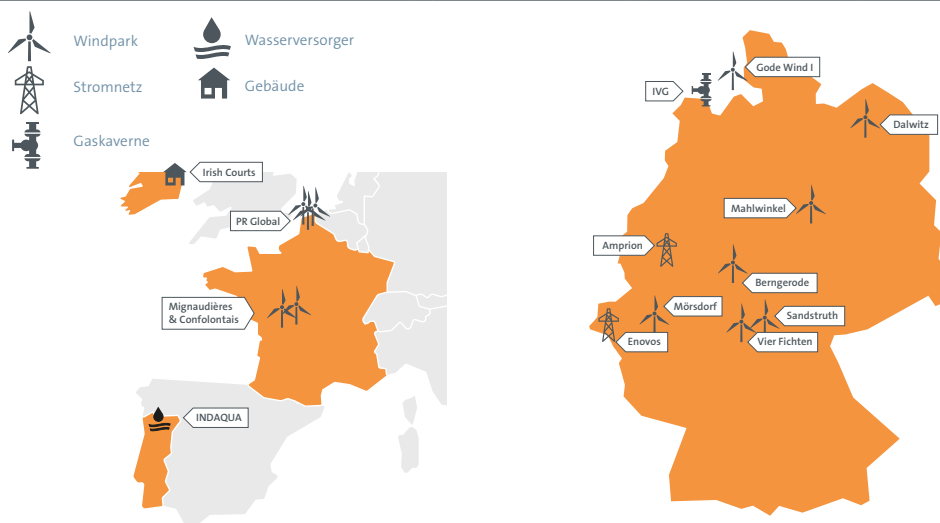 Windpark
Wasserversorger
Stromnetz
Gebäude
Gaskaverne
Irish Courts
PR Global
Mignaudières
& Confolontais
INDAQUA
Gode Wind I
IVG
Dalwitz
Mahlwinkel
Amprion
Berngerode
Mörsdorf
Sandstruth
Enovos
Vier Fichten